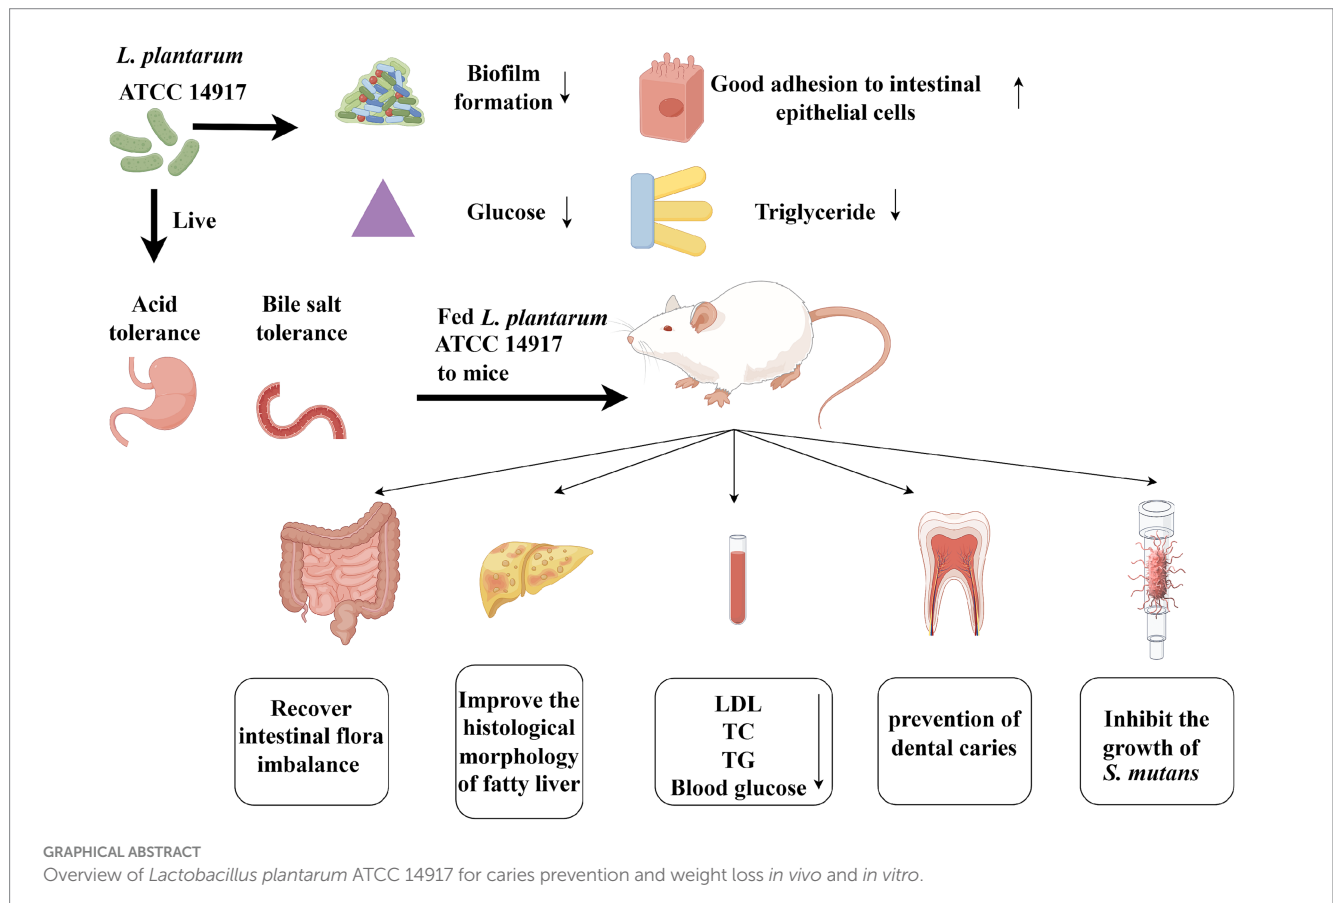 L. plantarum
ATCC 14917
Biofilm
formation
Good adhesion to intestinal
epithelial cells
Live
Glucose
Triglyceride
Acid
tolerance
Bile salt
tolerance
Fed L. plantarum
ATCC 14917
to mice
Recover
intestinal flora
imbalance
Improve the
histological
morphology
of fatty liver
LDL
TC
TG
Blood glucose
prevention of
dental caries
Inhibit the
growth of
S. mutans
GRAPHICAL ABSTRACT
Overview of Lactobacillus plantarum ATCC 14917 for caries prevention and weight loss in vivo and in vitro.